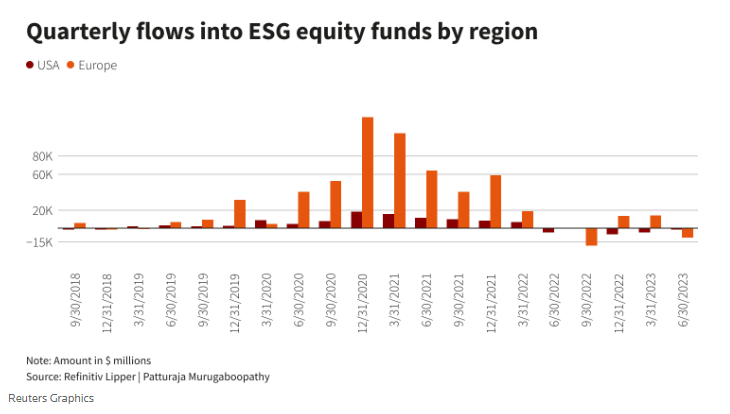 Quarterly flows into ESG equity funds by region
USA Europe
80K
60K
20K
−15K
9/30/2018
12/31/2018
3/31/2019
6/30/2019
9/30/2019
12/31/2019
3/31/2020
6/30/2020
9/30/2020
12/31/2020
3/31/2021
6/30/2021
9/30/2021
12/31/2021
3/31/2022
6/30/2022
9/30/2022
12/31/2022
3/31/2023
6/30/2023
Note: Amount in $ millions
Source: Refinitiv Lipper | Patturaja Murugaboopathy
Reuters Graphics